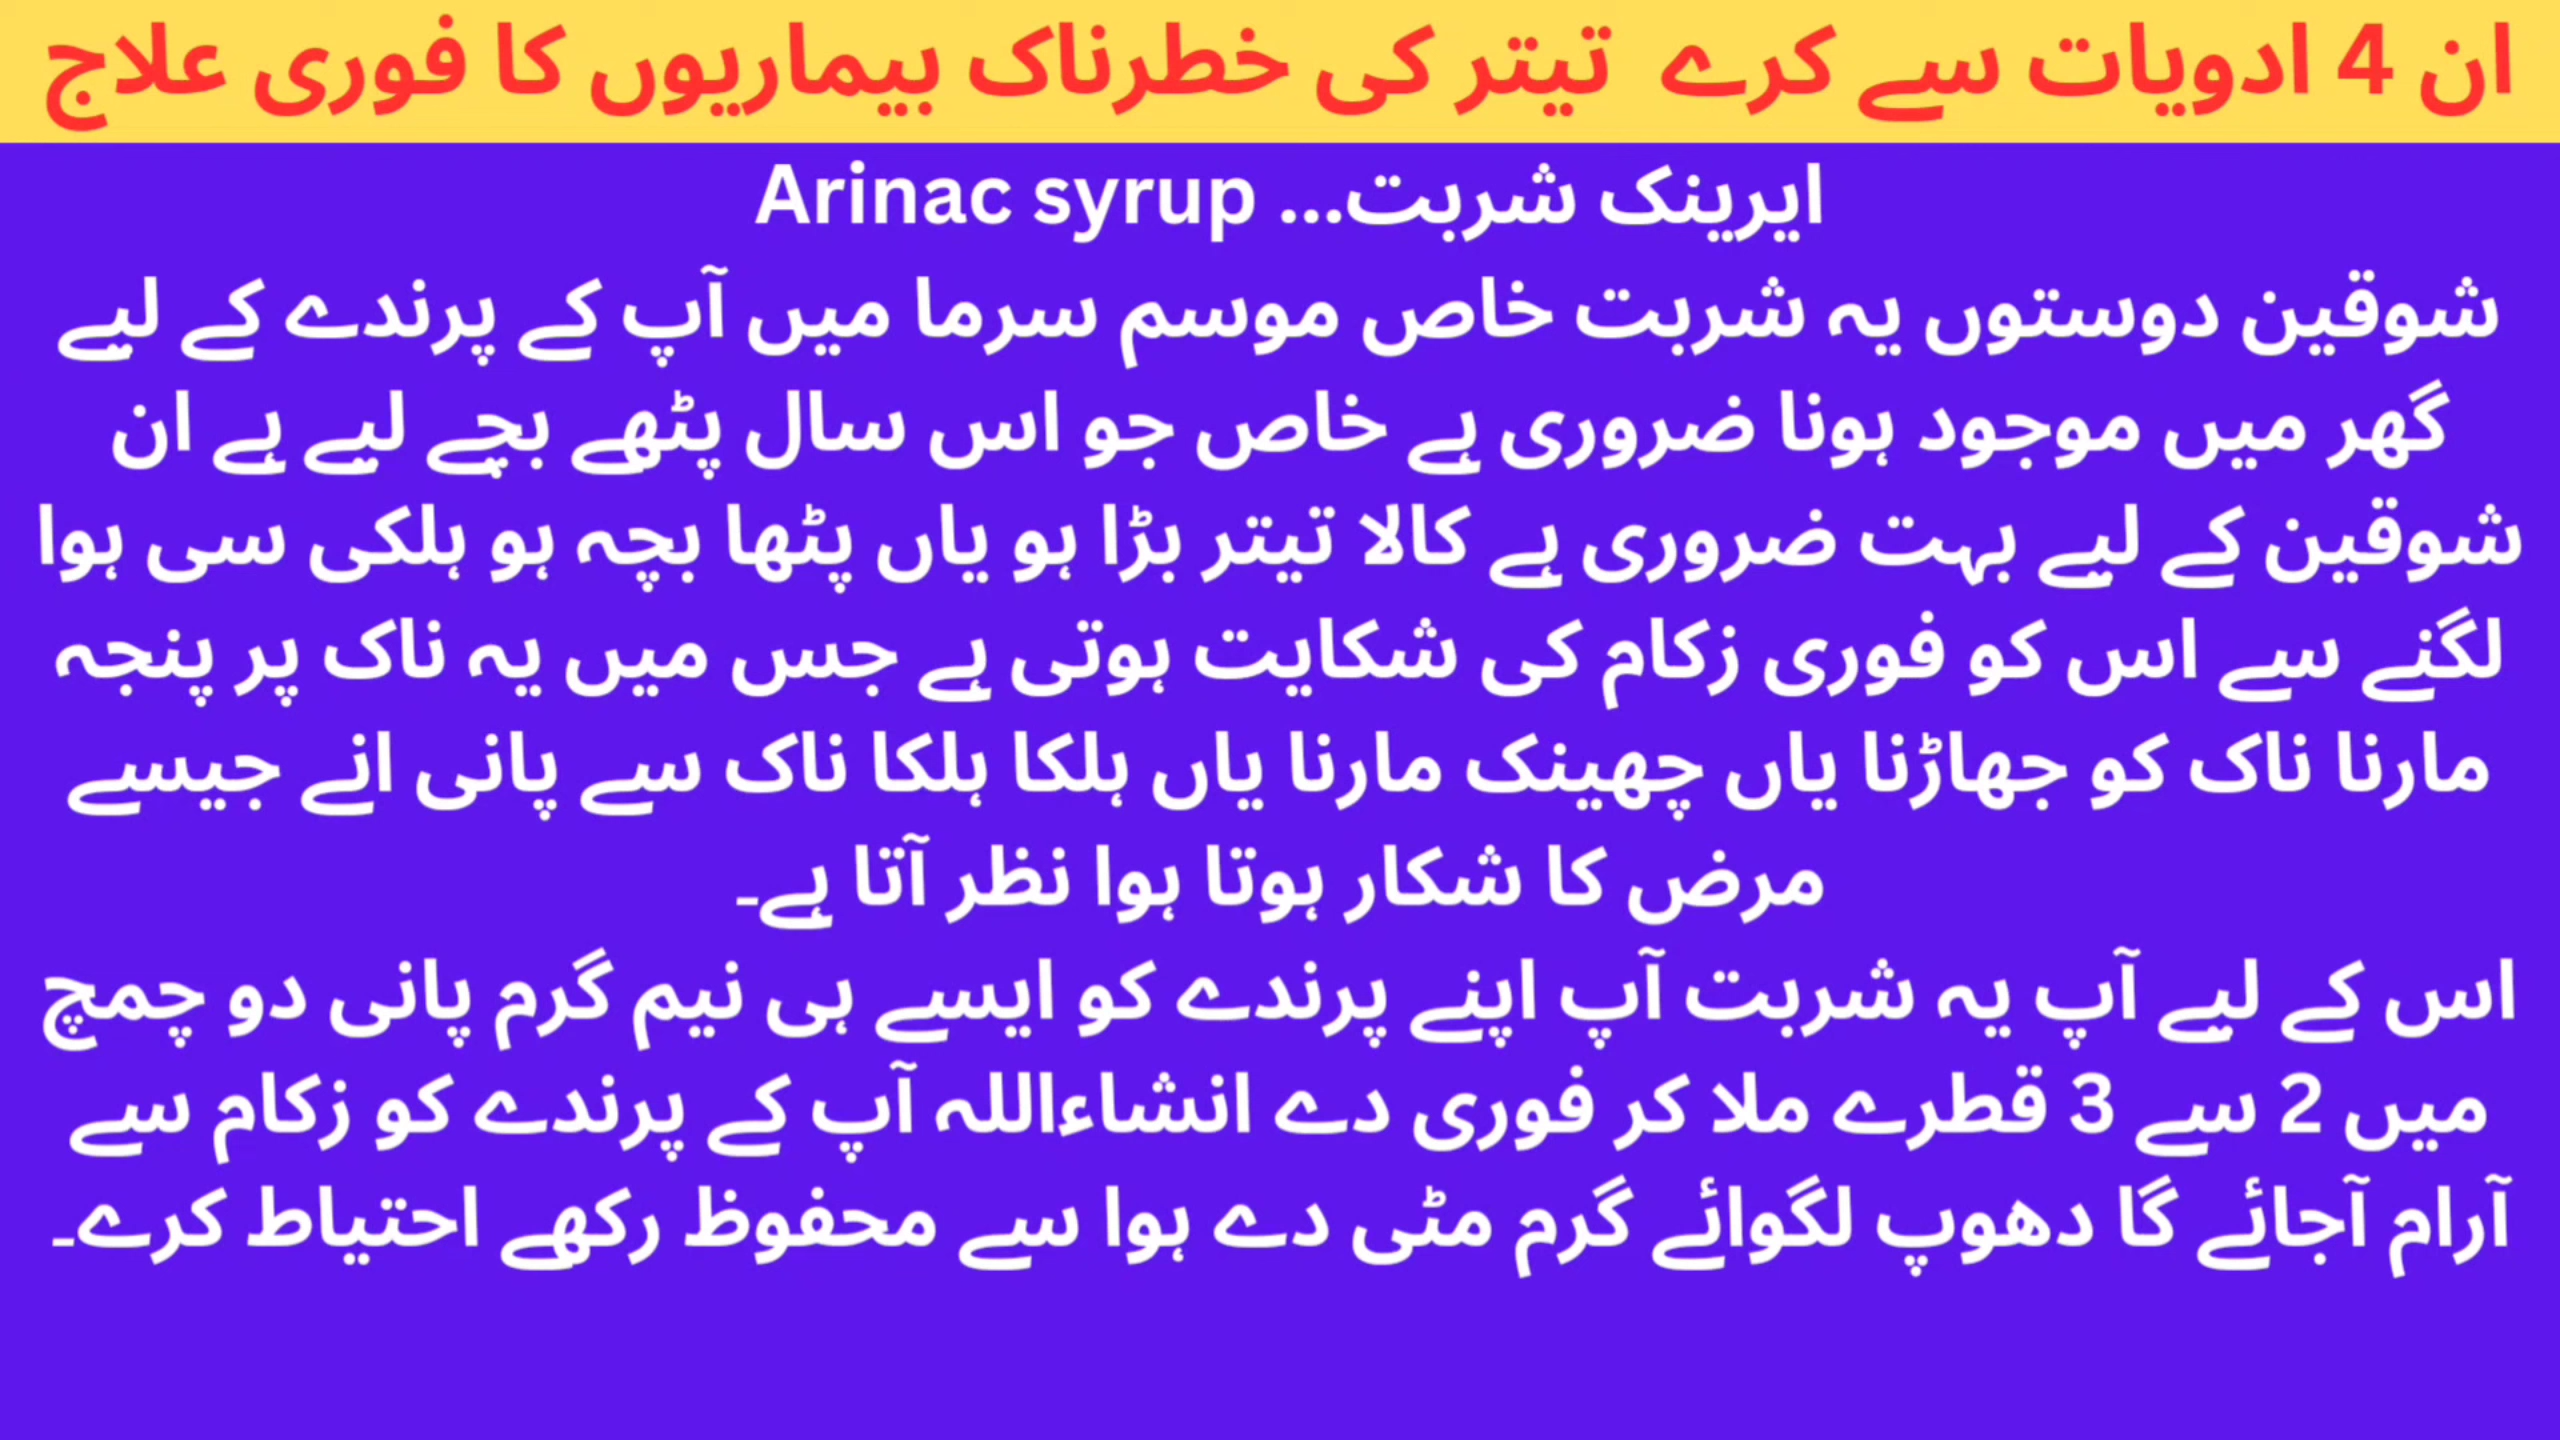 ان 4 ادویات سے کرے تیتر کی خطرناک بیماریوں کا فوری علاج
ایرینک شربت... Arinac syrup
شوقین دوستوں یہ شربت خاص موسم سرما میں آپ کے پرندے کے لیے
گھر میں موجود ہونا ضروری ہے خاص جو اس سال پٹھے بچے لیے ہے ان
شوقین کے لیے بہت ضروری ہے کالا تیتر بڑا ہو یاں پٹھا بچہ ہو ہلکی سی ہوا
لگنے سے اس کو فوری زکام کی شکایت ہوتی ہے جس میں یہ ناک پر پنجہ
مارنا ناک کو جھاڑنا یاں چھینک مارنا یاں ہلکا ہلکا ناک سے پانی انے جیسے
مرض کا شکار ہوتا ہوا نظر آتا ہے۔
اس کے لیے آپ یہ شربت آپ اپنے پرندے کو ایسے ہی نیم گرم پانی دو چمچ
میں 2 سے 3 قطرے ملا کر فوری دے انشاءاللہ آپ کے پرندے کو زکام سے
آرام آجائے گا دھوپ لگوائے گرم مٹی دے ہوا سے محفوظ رکھے احتیاط کرے۔